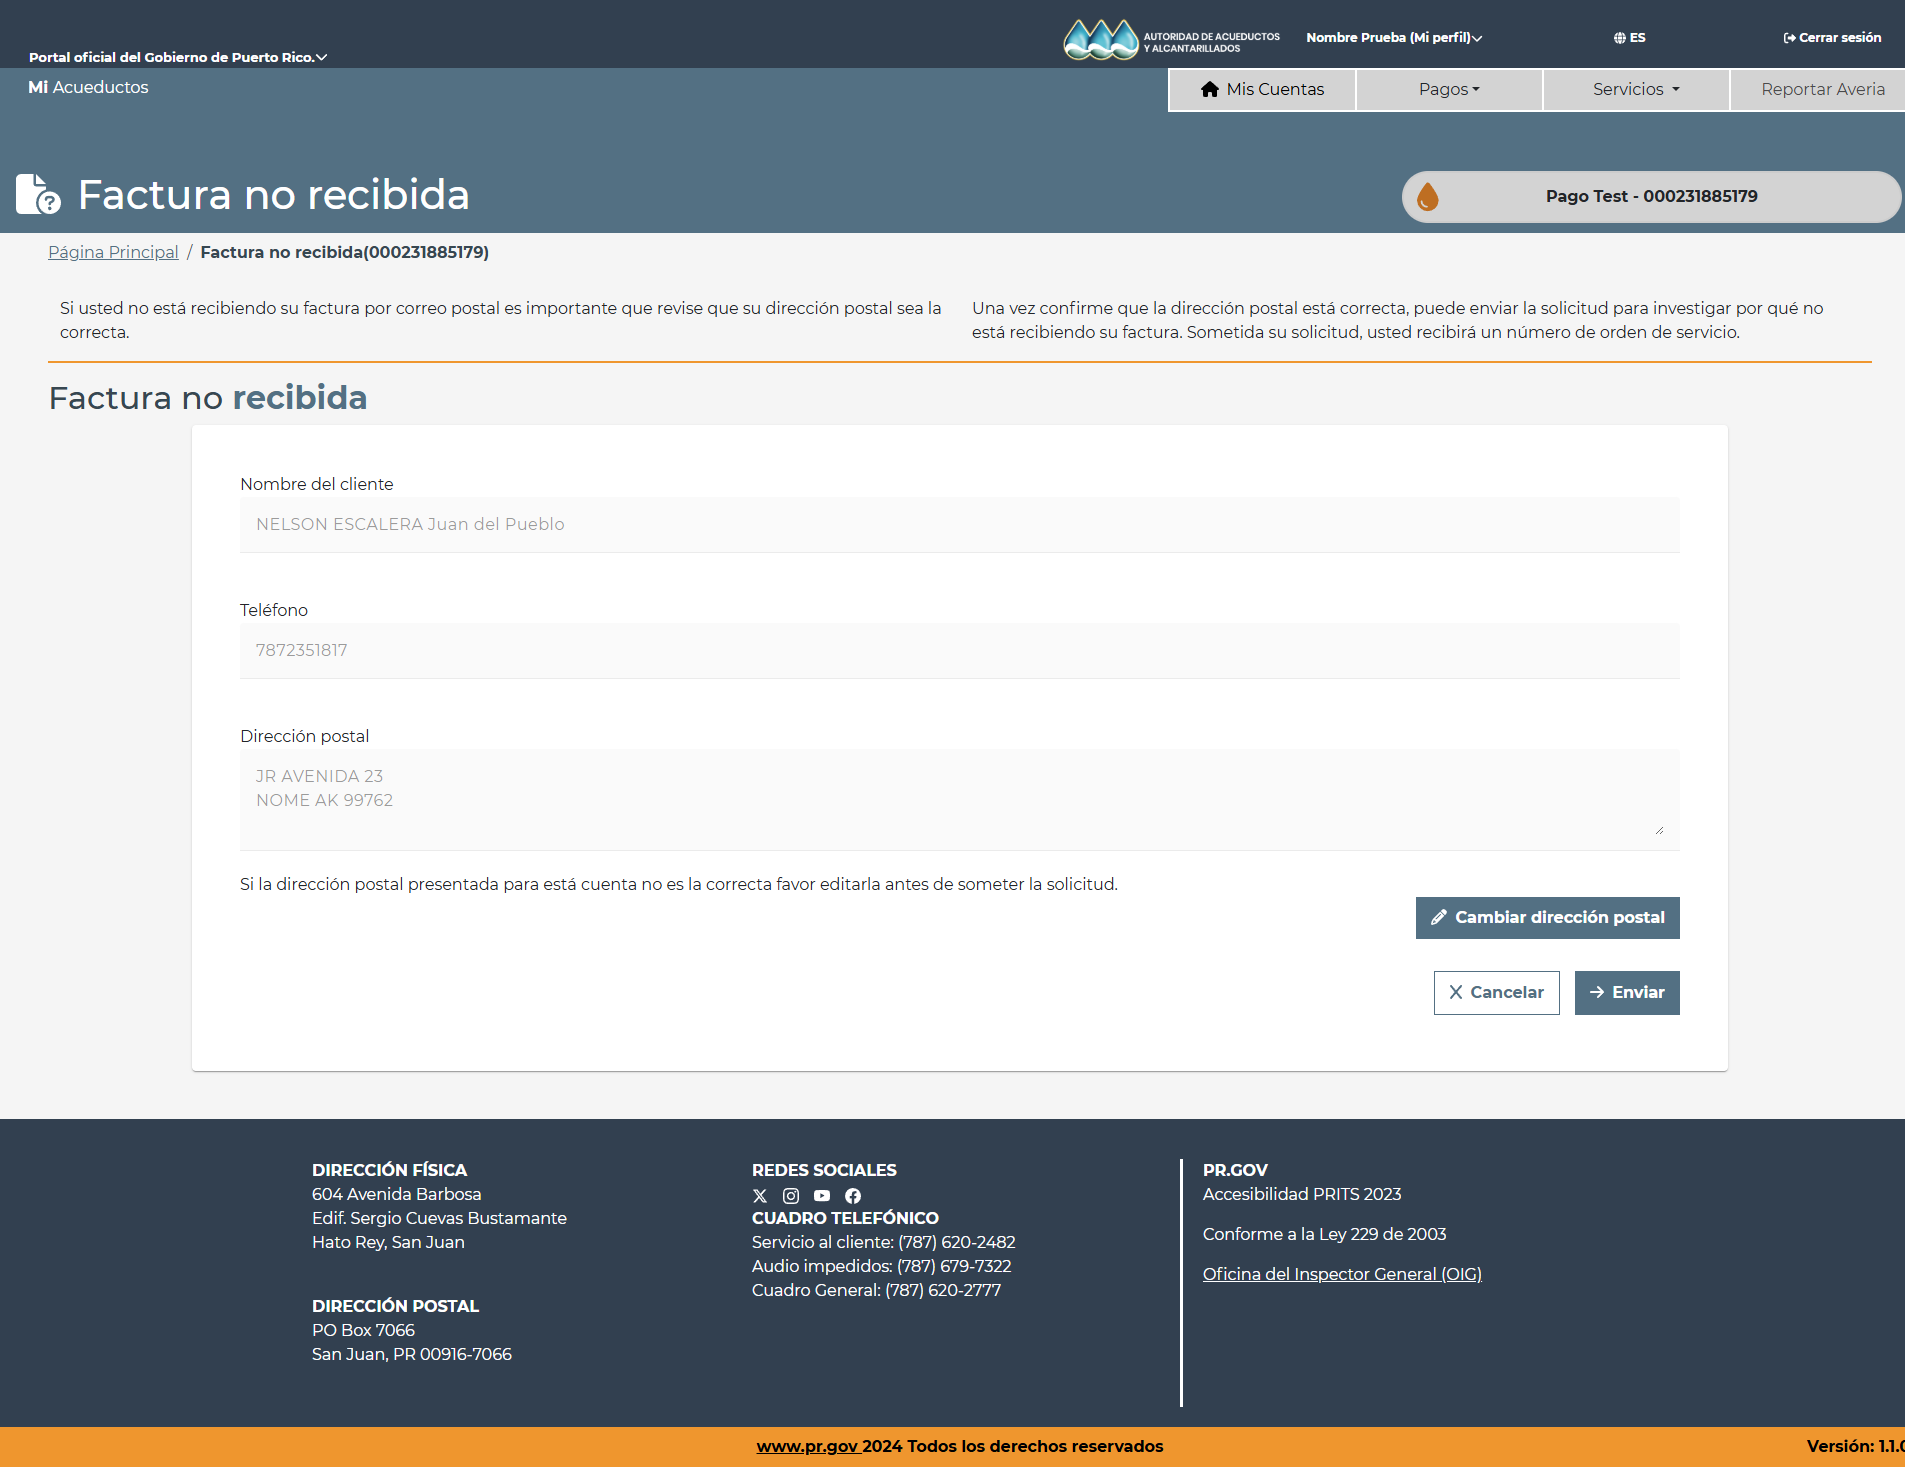 Portal oficial del Gobierno de Puerto Rico.
AUTORIDAD DE ACUEDUCTOS
Y ALCANTARILLADOS
Nombre Prueba (Mi perfil)
ES
Cerrar sesión
Mi Acueductos
Mis Cuentas
Pagos
Servicios
Reportar Averia
Factura no recibida
Pago Test - 000231885179
Página Principal / Factura no recibida(000231885179)
Si usted no está recibiendo su factura por correo postal es importante que revise que su dirección postal sea la
correcta.
Una vez confirme que la dirección postal está correcta, puede enviar la solicitud para investigar por qué no
está recibiendo su factura. Sometida su solicitud, usted recibirá un número de orden de servicio.
Factura no recibida
Nombre del cliente
NELSON ESCALERA Juan del Pueblo
Teléfono
7872351817
Dirección postal
JR AVENIDA 23
NOME AK 99762
Si la dirección postal presentada para está cuenta no es la correcta favor editarla antes de someter la solicitud.
Cambiar dirección postal
Cancelar
Enviar
DIRECCIÓN FÍSICA
604 Avenida Barbosa
Edif. Sergio Cuevas Bustamante
Hato Rey, San Juan
DIRECCIÓN POSTAL
PO Box 7066
San Juan, PR 00916-7066
REDES SOCIALES
CUADRO TELEFÓNICO
Servicio al cliente: (787) 620-2482
Audio impedidos: (787) 679-7322
Cuadro General: (787) 620-2777
PR.GOV
Accesibilidad PRITS 2023
Conforme a la Ley 229 de 2003
Oficina del Inspector General (OIG)
www.pr.gov 2024 Todos los derechos reservados
Versión: 1.1.0